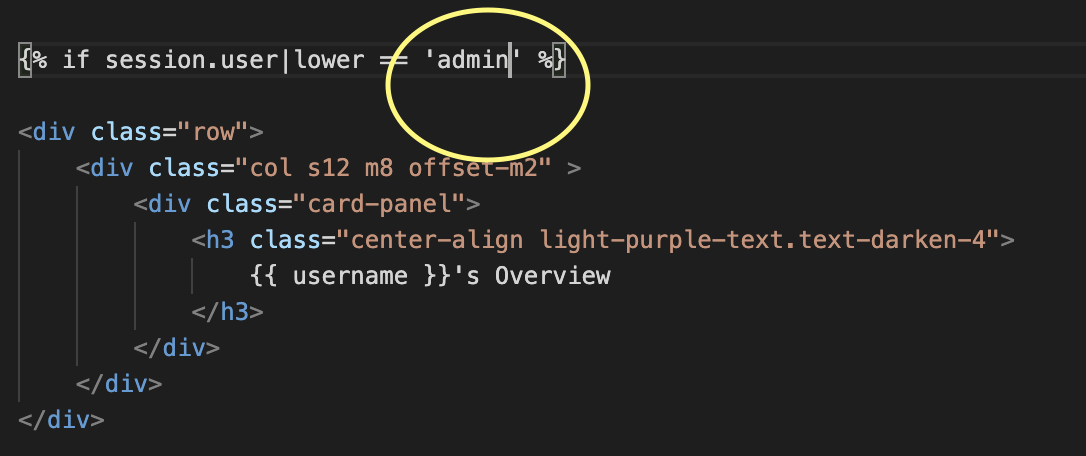 {% if session.user|lower == 'admin' %}
<div class="row">
<div class="col s12 m8 offset-m2" >
<div class="card-panel">
<h3 class="center-align light-purple-text.text-darken-4">
{{ username }}'s Overview
</h3>
</div>
</div>
</div>